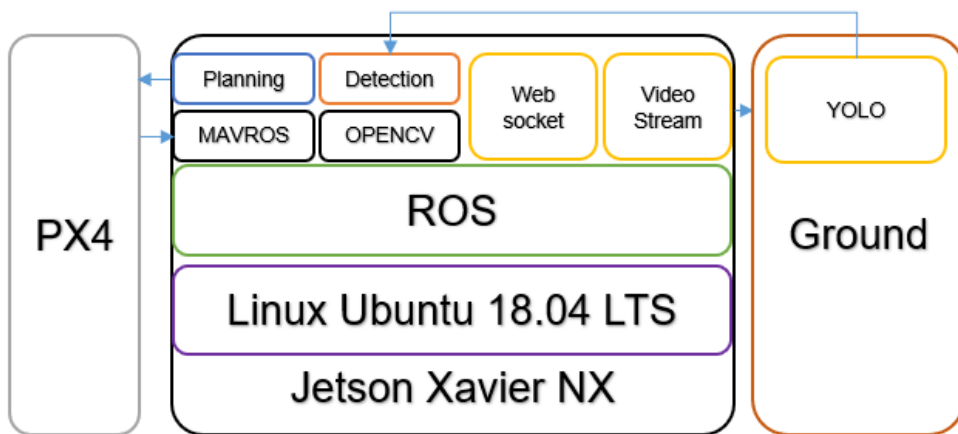 Planning
Detection
Web
socket
Video
Stream
YOLO
MAVROS
OPENCV
PX4
ROS
Ground
Linux Ubuntu 18.04 LTS
Jetson Xavier NX